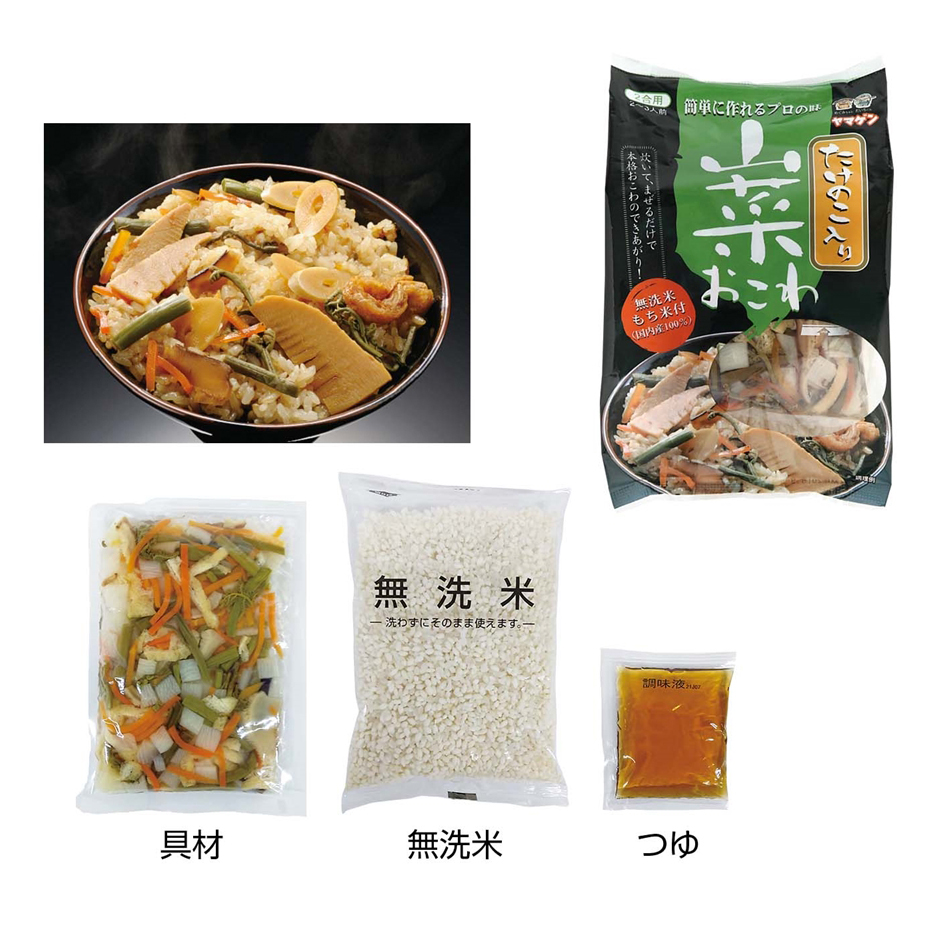 2合用
2〜3人前
簡単に作れるプロの味
ヤマゲン
たけのこ入り
山菜
おこわ
炊いて、まぜるだけで
本格おこわのできあがり!
無洗米
もち米付
(国内産100%)
調理例
無洗米
―洗わずにそのまま使えます。―
調味液
具材
無洗米
つゆ